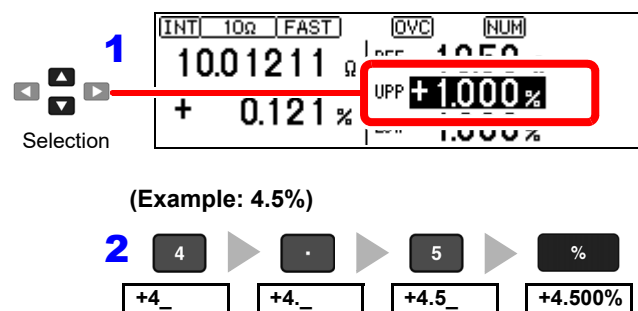 1
INT 10Ω FAST OVC NUM
10.01211 Ω
UPP +1.000 %
+ 0.121 %
Selection
(Example: 4.5%)
2 4 . 5 %
+4_ +4._ +4.5_ +4.500%